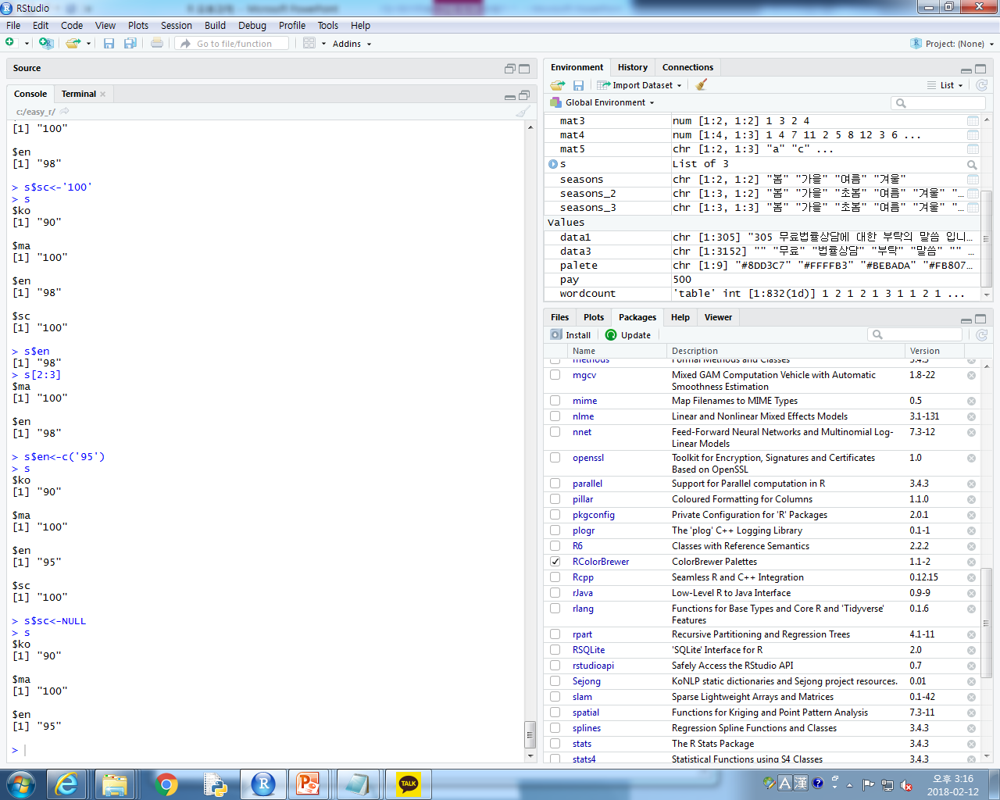 RStudio
File Edit Code View Plots Session Build Debug Profile Tools Help
Go to file/function
Addins
Project: (None)
Source
Console Terminal
c:/easy_r/
[1] "100"
$en
[1] "98"
> s$sc<-'100'
> s
$ko
[1] "90"
$ma
[1] "100"
$en
[1] "98"
$sc
[1] "100"
> s$en
[1] "98"
> s[2:3]
$ma
[1] "100"
$en
[1] "98"
> s$en<-c('95')
> s
$ko
[1] "90"
$ma
[1] "100"
$en
[1] "95"
$sc
[1] "100"
> s$sc<-NULL
> s
$ko
[1] "90"
$ma
[1] "100"
$en
[1] "95"
>
Environment History Connections
Import Dataset
List
Global Environment
mat3 num [1:2, 1:2] 1 3 2 4
mat4 num [1:4, 1:3] 1 4 7 11 2 5 8 12 3 6 ...
mat5 chr [1:2, 1:3] "a" "c" ...
s List of 3
seasons chr [1:2, 1:2] "봄" "가을" "여름" "겨울"
seasons_2 chr [1:3, 1:2] "봄" "가을" "초봄" "여름" "겨울" "…
seasons_3 chr [1:3, 1:3] "봄" "가을" "초봄" "여름" "겨울" "…
Values
data1 chr [1:305] "305 무료법률상담에 대한 부탁의 말씀 입니…
data3 chr [1:3152] "" "무료" "법률상담" "부탁" "말씀" "" …
palete chr [1:9] "#8DD3C7" "#FFFFB3" "#BEBADA" "#FB807…
pay 500
wordcount 'table' int [1:832(1d)] 1 2 1 2 1 3 1 1 2 1 ...
Files Plots Packages Help Viewer
Install Update
Name Description Version
methods Formal Methods and Classes 3.4.3
mgcv Mixed GAM Computation Vehicle with Automatic 1.8-22
Smoothness Estimation
mime Map Filenames to MIME Types 0.5
nlme Linear and Nonlinear Mixed Effects Models 3.1-131
nnet Feed-Forward Neural Networks and Multinomial Log- 7.3-12
Linear Models
openssl Toolkit for Encryption, Signatures and Certificates 1.0
Based on OpenSSL
parallel Support for Parallel computation in R 3.4.3
pillar Coloured Formatting for Columns 1.1.0
pkgconfig Private Configuration for 'R' Packages 2.0.1
plogr The 'plog' C++ Logging Library 0.1-1
R6 Classes with Reference Semantics 2.2.2
RColorBrewer ColorBrewer Palettes 1.1-2
Rcpp Seamless R and C++ Integration 0.12.15
rJava Low-Level R to Java Interface 0.9-9
rlang Functions for Base Types and Core R and 'Tidyverse' 0.1.6
Features
rpart Recursive Partitioning and Regression Trees 4.1-11
RSQLite 'SQLite' Interface for R 2.0
rstudioapi Safely Access the RStudio API 0.7
Sejong KoNLP static dictionaries and Sejong project resources. 0.01
slam Sparse Lightweight Arrays and Matrices 0.1-42
spatial Functions for Kriging and Point Pattern Analysis 7.3-11
splines Regression Spline Functions and Classes 3.4.3
stats The R Stats Package 3.4.3
stats4 Statistical Functions using S4 Classes 3.4.3
TALK
A 漢
오후 3:16
2018-02-12